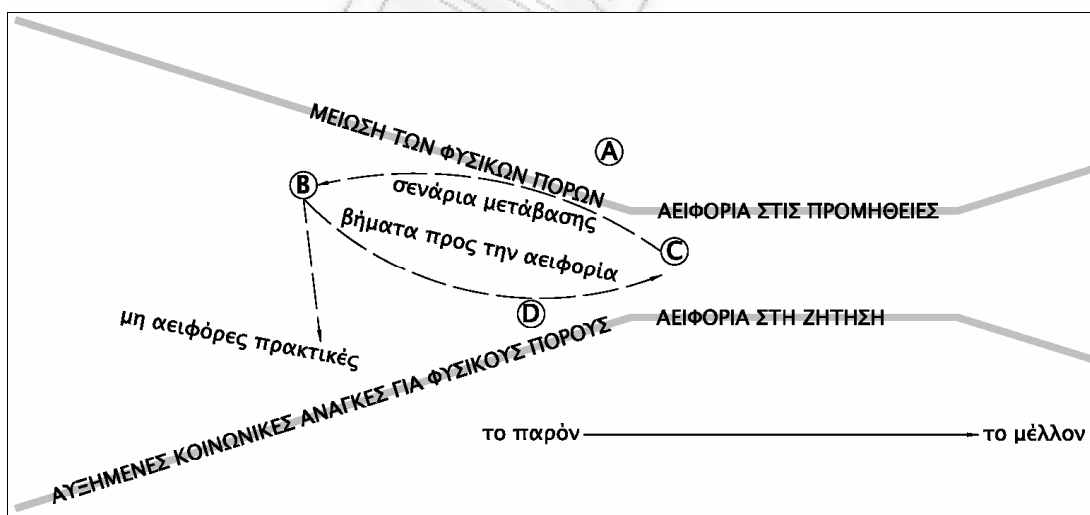 ΜΕΙΩΣΗ ΤΩΝ ΦΥΣΙΚΩΝ ΠΟΡΩΝ
A
B
σενάρια μετάβασης
ΑΕΙΦΟΡΙΑ ΣΤΙΣ ΠΡΟΜΗΘΕΙΕΣ
βήματα προς την αειφορία
C
D
ΑΕΙΦΟΡΙΑ ΣΤΗ ΖΗΤΗΣΗ
μη αειφόρες πρακτικές
ΑΥΞΗΜΕΝΕΣ ΚΟΙΝΩΝΙΚΕΣ ΑΝΑΓΚΕΣ ΓΙΑ ΦΥΣΙΚΟΥΣ ΠΟΡΟΥΣ
το παρόν
το μέλλον